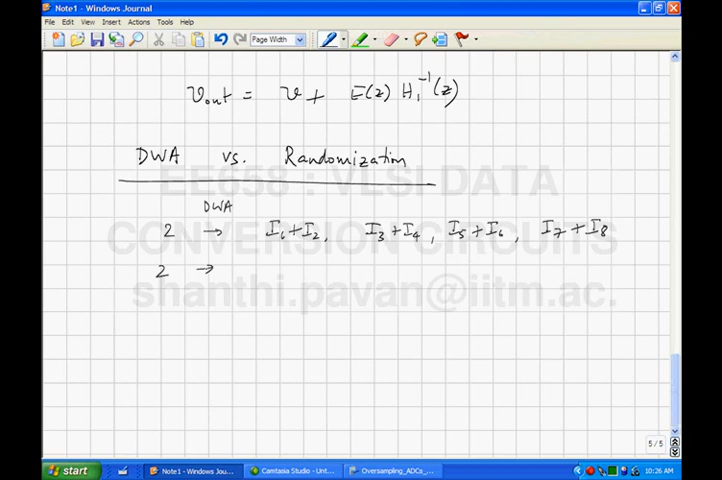 Note1 - Windows Journal
File Edit View Insert Actions Tools Help
Page Width
Vout = v + E(z) H₁⁻¹(z)
DWA vs. Randomization
EE658 : VLSI DATA
DWA
2 → I₁+I₂, I₃+I₄, I₅+I₆, I₇+I₈
CONVERSION CIRCUITS
2 →
shanthi.pavan@iitm.ac.
5 / 5
start Note1 - Windows Jou... Camtasia Studio - Unt... Oversampling_ADCs_... 10:26 AM